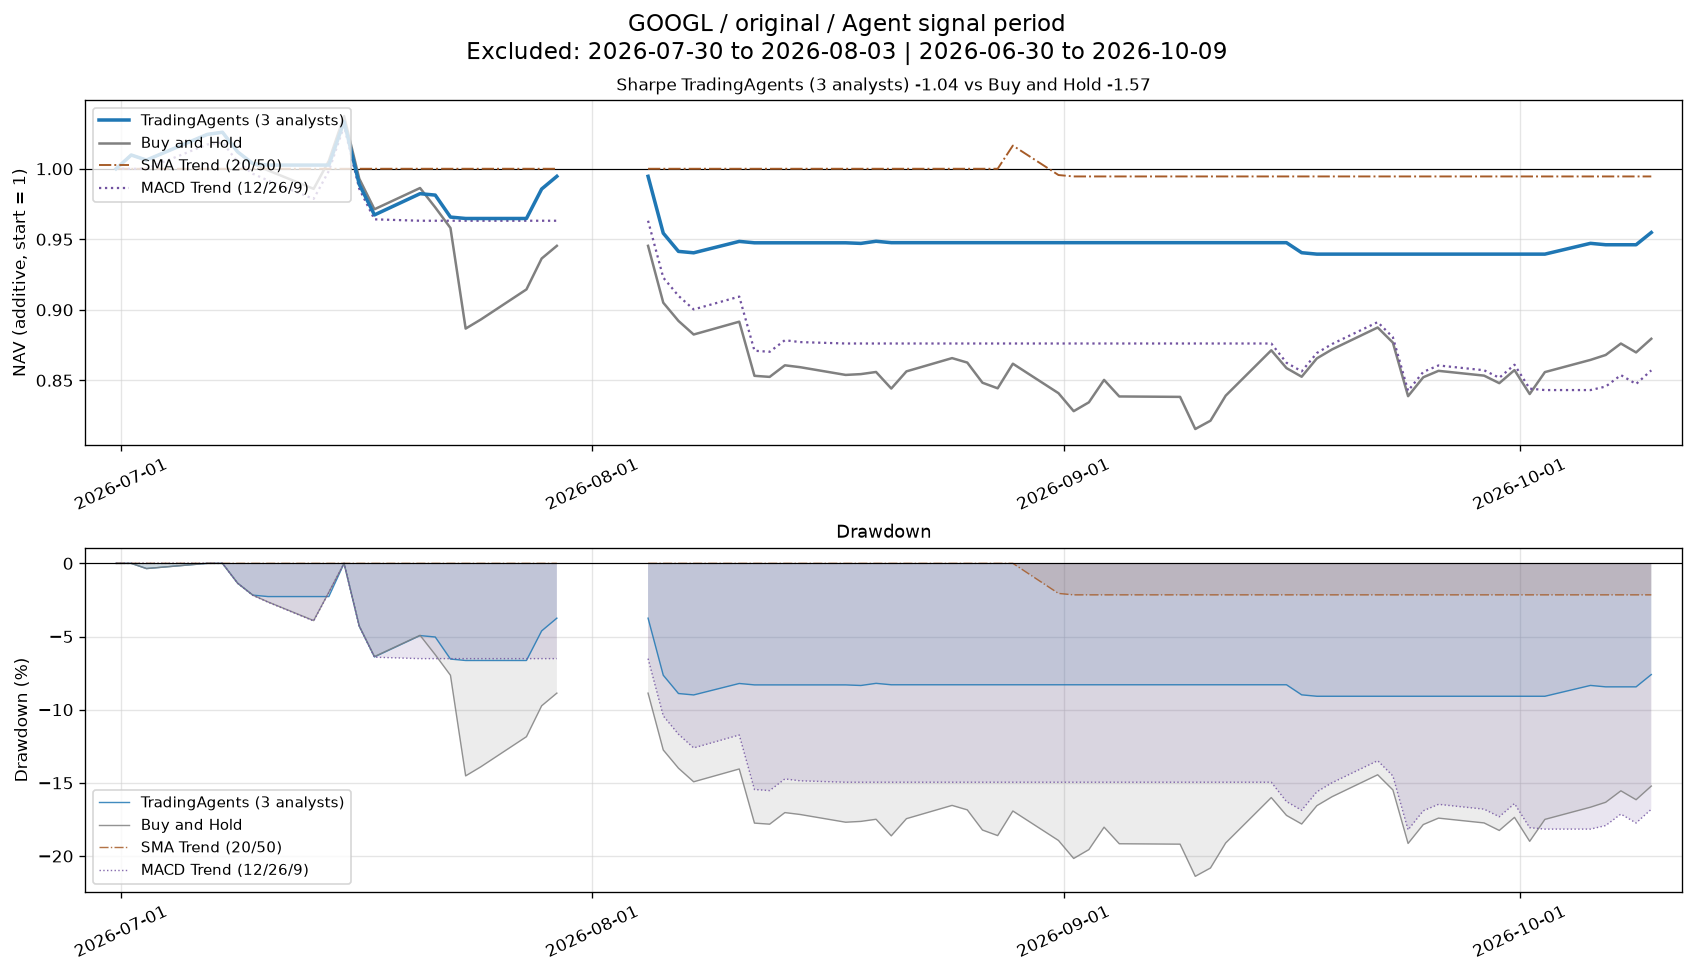 GOOGL / original / Agent signal period
Excluded: 2026-07-30 to 2026-08-03 | 2026-06-30 to 2026-10-09
Sharpe TradingAgents (3 analysts) -1.04 vs Buy and Hold -1.57
NAV (additive, start = 1)
1.00
0.95
0.90
0.85
TradingAgents (3 analysts)
Buy and Hold
SMA Trend (20/50)
MACD Trend (12/26/9)
2026-07-01
2026-08-01
2026-09-01
2026-10-01
Drawdown
Drawdown (%)
0
−5
−10
−15
−20
TradingAgents (3 analysts)
Buy and Hold
SMA Trend (20/50)
MACD Trend (12/26/9)
2026-07-01
2026-08-01
2026-09-01
2026-10-01